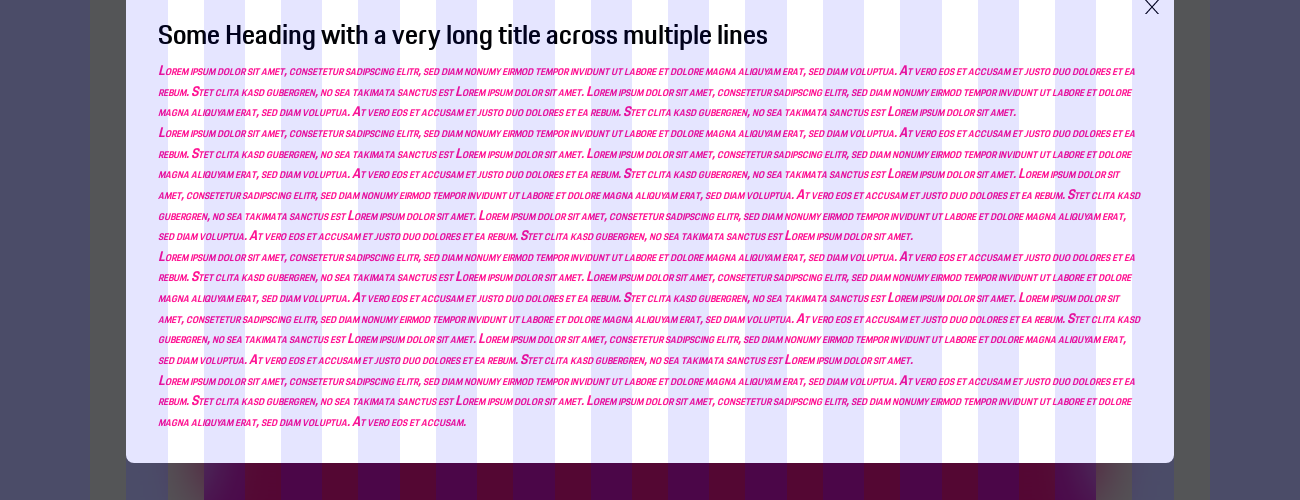 Some Heading with a very long title across multiple lines
Lorem ipsum dolor sit amet, consetetur sadipscing elitr, sed diam nonumy eirmod tempor invidunt ut labore et dolore magna aliquyam erat, sed diam voluptua. At vero eos et accusam et justo duo dolores et ea
rebum. Stet clita kasd gubergren, no sea takimata sanctus est Lorem ipsum dolor sit amet. Lorem ipsum dolor sit amet, consetetur sadipscing elitr, sed diam nonumy eirmod tempor invidunt ut labore et dolore
magna aliquyam erat, sed diam voluptua. At vero eos et accusam et justo duo dolores et ea rebum. Stet clita kasd gubergren, no sea takimata sanctus est Lorem ipsum dolor sit amet.
Lorem ipsum dolor sit amet, consetetur sadipscing elitr, sed diam nonumy eirmod tempor invidunt ut labore et dolore magna aliquyam erat, sed diam voluptua. At vero eos et accusam et justo duo dolores et ea
rebum. Stet clita kasd gubergren, no sea takimata sanctus est Lorem ipsum dolor sit amet. Lorem ipsum dolor sit amet, consetetur sadipscing elitr, sed diam nonumy eirmod tempor invidunt ut labore et dolore
magna aliquyam erat, sed diam voluptua. At vero eos et accusam et justo duo dolores et ea rebum. Stet clita kasd gubergren, no sea takimata sanctus est Lorem ipsum dolor sit amet. Lorem ipsum dolor sit
amet, consetetur sadipscing elitr, sed diam nonumy eirmod tempor invidunt ut labore et dolore magna aliquyam erat, sed diam voluptua. At vero eos et accusam et justo duo dolores et ea rebum. Stet clita kasd
gubergren, no sea takimata sanctus est Lorem ipsum dolor sit amet. Lorem ipsum dolor sit amet, consetetur sadipscing elitr, sed diam nonumy eirmod tempor invidunt ut labore et dolore magna aliquyam erat,
sed diam voluptua. At vero eos et accusam et justo duo dolores et ea rebum. Stet clita kasd gubergren, no sea takimata sanctus est Lorem ipsum dolor sit amet.
Lorem ipsum dolor sit amet, consetetur sadipscing elitr, sed diam nonumy eirmod tempor invidunt ut labore et dolore magna aliquyam erat, sed diam voluptua. At vero eos et accusam et justo duo dolores et ea
rebum. Stet clita kasd gubergren, no sea takimata sanctus est Lorem ipsum dolor sit amet. Lorem ipsum dolor sit amet, consetetur sadipscing elitr, sed diam nonumy eirmod tempor invidunt ut labore et dolore
magna aliquyam erat, sed diam voluptua. At vero eos et accusam et justo duo dolores et ea rebum. Stet clita kasd gubergren, no sea takimata sanctus est Lorem ipsum dolor sit amet. Lorem ipsum dolor sit
amet, consetetur sadipscing elitr, sed diam nonumy eirmod tempor invidunt ut labore et dolore magna aliquyam erat, sed diam voluptua. At vero eos et accusam et justo duo dolores et ea rebum. Stet clita kasd
gubergren, no sea takimata sanctus est Lorem ipsum dolor sit amet. Lorem ipsum dolor sit amet, consetetur sadipscing elitr, sed diam nonumy eirmod tempor invidunt ut labore et dolore magna aliquyam erat,
sed diam voluptua. At vero eos et accusam et justo duo dolores et ea rebum. Stet clita kasd gubergren, no sea takimata sanctus est Lorem ipsum dolor sit amet.
Lorem ipsum dolor sit amet, consetetur sadipscing elitr, sed diam nonumy eirmod tempor invidunt ut labore et dolore magna aliquyam erat, sed diam voluptua. At vero eos et accusam et justo duo dolores et ea
rebum. Stet clita kasd gubergren, no sea takimata sanctus est Lorem ipsum dolor sit amet. Lorem ipsum dolor sit amet, consetetur sadipscing elitr, sed diam nonumy eirmod tempor invidunt ut labore et dolore
magna aliquyam erat, sed diam voluptua. At vero eos et accusam.